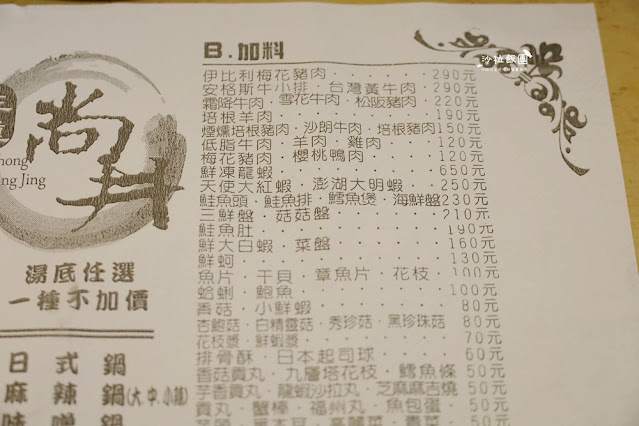 沙拉飯團
B.加料
伊比利梅花豬肉‧‧‧‧‧‧290元
安格斯牛小排‧台灣黃牛肉‧‧290元
霜降牛肉‧雪花牛肉‧松阪豬肉‧220元
培根羊肉‧‧‧‧‧‧‧‧190元
煙燻培根豬肉‧沙朗牛肉‧培根豬肉150元
低脂牛肉‧羊肉‧雞肉‧‧‧120元
梅花豬肉‧櫻桃鴨肉‧‧‧‧120元
鮮凍龍蝦‧‧‧‧‧‧‧‧650元
天使大紅蝦‧澎湖大明蝦‧‧250元
鮭魚頭‧鮭魚排‧鱈魚煲‧海鮮盤230元
三鮮盤‧菇菇盤‧‧‧‧‧‧210元
鮭魚肚‧‧‧‧‧‧‧‧‧190元
鮮大白蝦‧菜盤‧‧‧‧‧160元
鮮蚵‧‧‧‧‧‧‧‧‧‧130元
魚片‧干貝‧章魚片‧花枝‧100元
蛤蜊‧鮑魚‧‧‧‧‧‧‧100元
香菇‧小鮮蝦‧‧‧‧‧‧80元
杏鮑菇‧白精靈菇‧秀珍菇‧黑珍珠菇80元
花枝漿‧鮮蝦漿‧‧‧‧‧‧70元
排骨酥‧日本起司球‧‧‧‧60元
香菇貢丸‧九層塔花枝‧鱈魚條50元
芋香貢丸‧龍蝦沙拉丸‧芝麻麻吉燒50元
貢丸‧蟹棒‧福州丸‧魚包蛋‧50元
尚井
hong
ng Jing
湯底任選
一種不加價
日式鍋
麻辣鍋(大.中.小辣)
味噌鍋